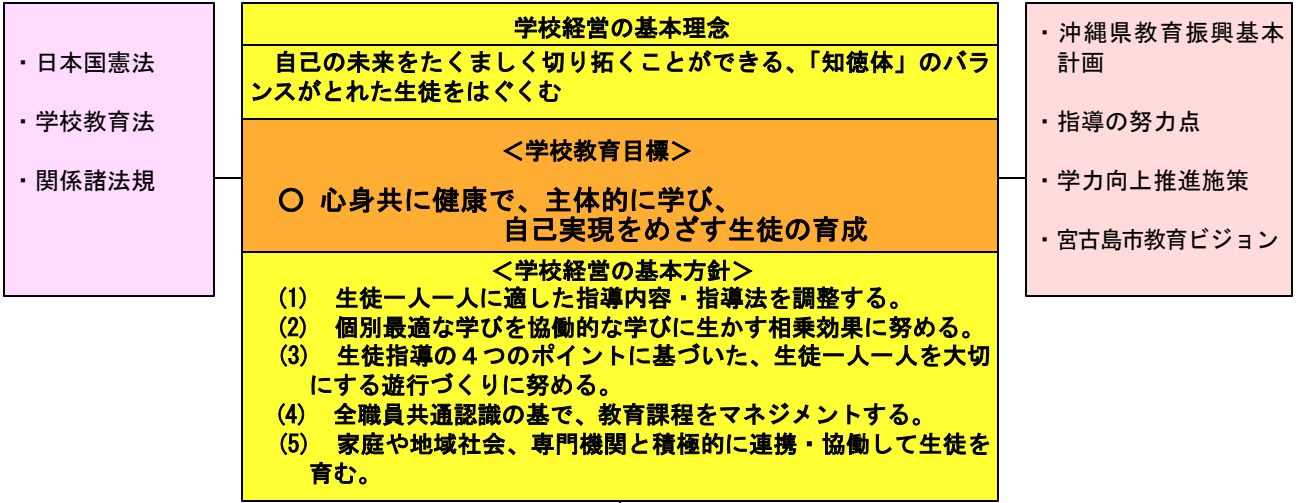 ・日本国憲法
・学校教育法
・関係諸法規
学校経営の基本理念
自己の未来をたくましく切り拓くことができる、「知徳体」のバラ
ンスがとれた生徒をはぐくむ
＜学校教育目標＞
〇 心身共に健康で、主体的に学び、
自己実現をめざす生徒の育成
＜学校経営の基本方針＞
(1) 生徒一人一人に適した指導内容・指導法を調整する。
(2) 個別最適な学びを協働的な学びに生かす相乗効果に努める。
(3) 生徒指導の４つのポイントに基づいた、生徒一人一人を大切
にする遊行づくりに努める。
(4) 全職員共通認識の基で、教育課程をマネジメントする。
(5) 家庭や地域社会、専門機関と積極的に連携・協働して生徒を
育む。
・沖縄県教育振興基本
計画
・指導の努力点
・学力向上推進施策
・宮古島市教育ビジョン